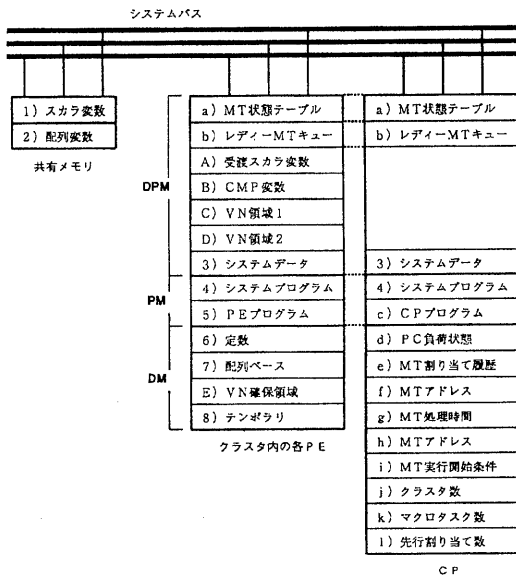 システムバス
1) スカラ変数
2) 配列変数
共有メモリ
DPM
PM
DM
a) MT状態テーブル
b) レディーMTキュー
A) 受渡スカラ変数
B) CMP変数
C) VN領域1
D) VN領域2
3) システムデータ
4) システムプログラム
5) PEプログラム
6) 定数
7) 配列ベース
E) VN確保領域
8) テンポラリ
クラスタ内の各PE
a) MT状態テーブル
b) レディーMTキュー
3) システムデータ
4) システムプログラム
c) CPプログラム
d) PC負荷状態
e) MT割り当て履歴
f) MTアドレス
g) MT処理時間
h) MTアドレス
i) MT実行開始条件
j) クラスタ数
k) マクロタスク数
l) 先行割り当て数
CP